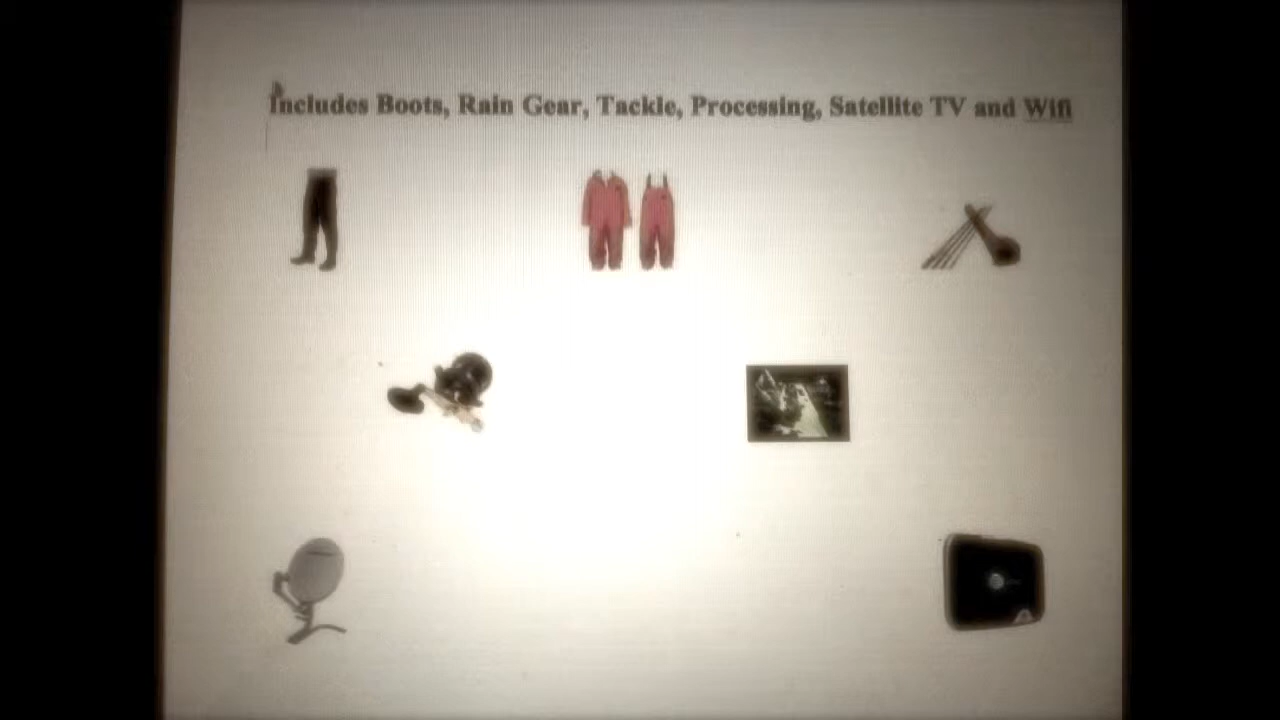 Includes Boots, Rain Gear, Tackle, Processing, Satellite TV and Wifi